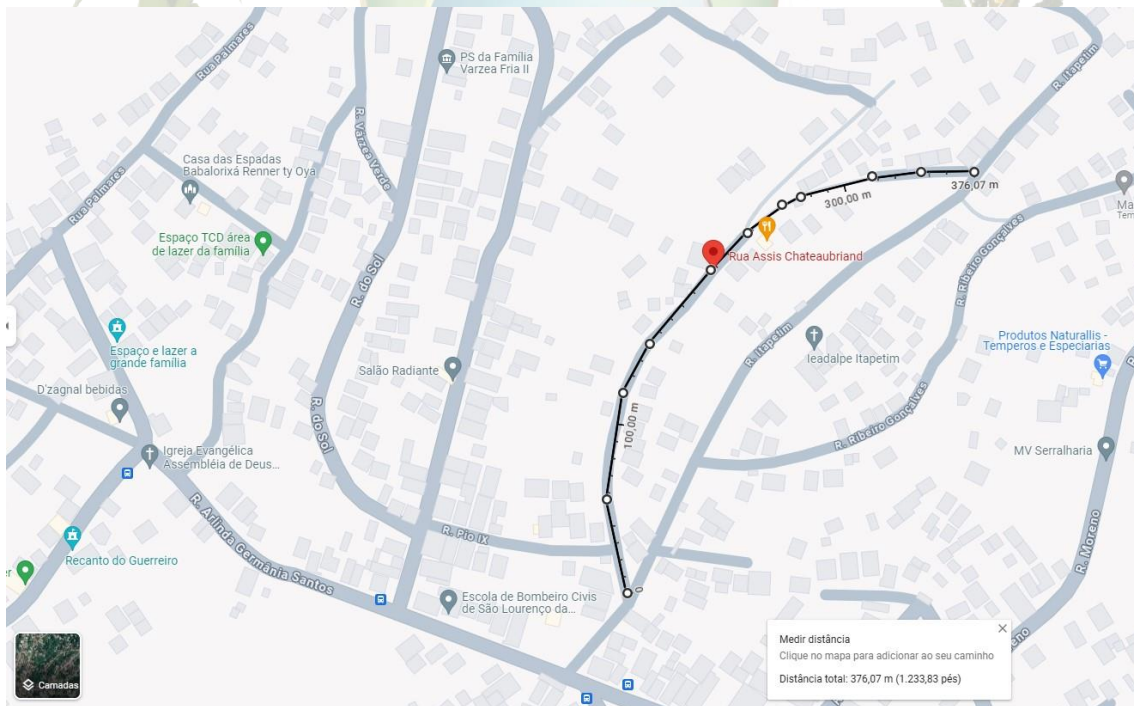 Rua Palmares
PS da Família
Varzea Fria II
R. Itapetim
R. Várzea Verde
Casa das Espadas
Babalorixá Renner ty Oya
376,07 m
300,00 m
Ma
Tem
Rua Palmares
Espaço TCD área
de lazer da família
R. do Sol
Rua Assis Chateaubriand
R. Ribeiro Gonçalves
Espaço e lazer a
grande família
R. Itapetim
Ieadalpe Itapetim
Produtos Naturallis -
Temperos e Especiarias
Salão Radiante
D'zagnal bebidas
R. do Sol
100,00 m
R. Ribeiro Gonçalves
Igreja Evangélica
Assembléia de Deus...
MV Serralharia
R. Arlinda Germânia Santos
R. Pio IX
Recanto do Guerreiro
R. Moreno
er
Escola de Bombeiro Civis
de São Lourenço da...
0
Camadas
Medir distância
Clique no mapa para adicionar ao seu caminho
Distância total: 376,07 m (1.233,83 pés)